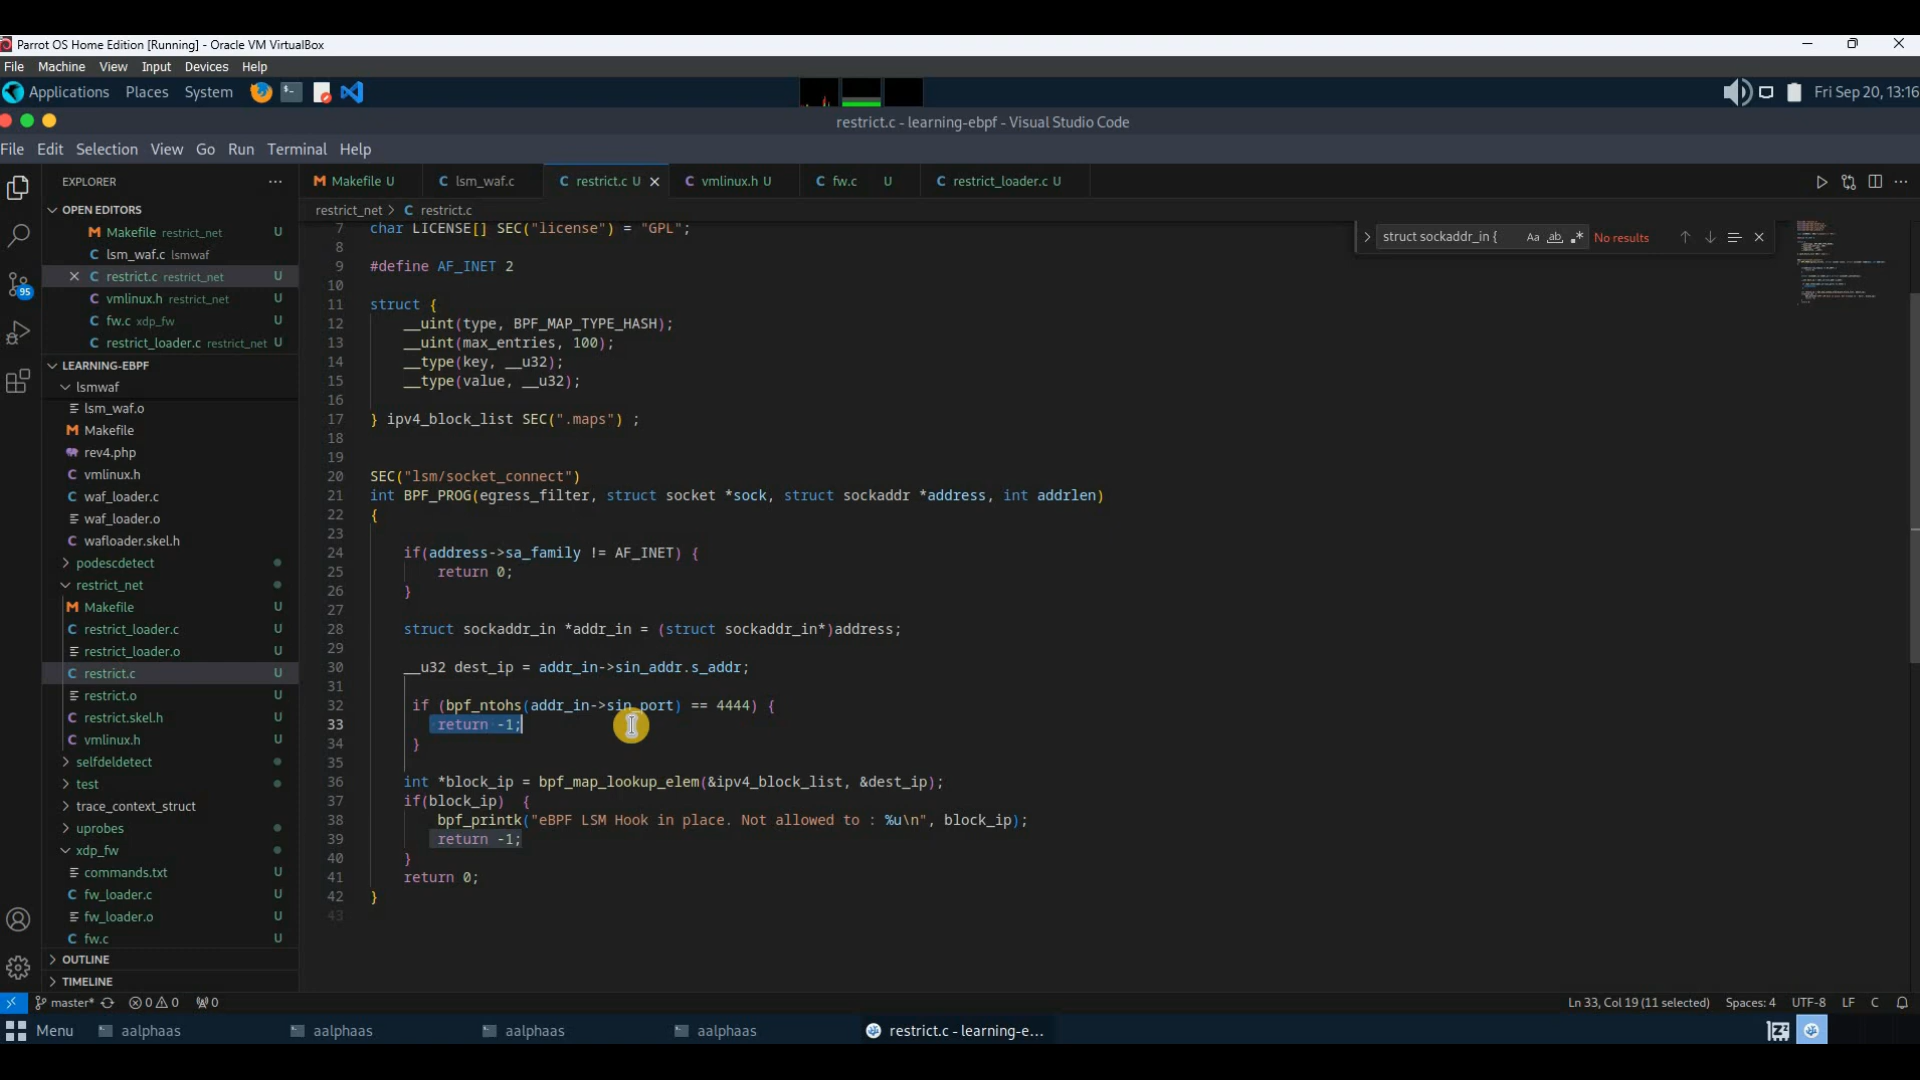 Parrot OS Home Edition [Running] - Oracle VM VirtualBox
File Machine View Input Devices Help
Applications Places System
Fri Sep 20, 13:16
restrict.c - learning-ebpf - Visual Studio Code
File Edit Selection View Go Run Terminal Help
EXPLORER
OPEN EDITORS
Makefile restrict_net U
lsm_waf.c lsmwaf
restrict.c restrict_net U
vmlinux.h restrict_net U
fw.c xdp_fw U
restrict_loader.c restrict_net U
95
LEARNING-EBPF
lsmwaf
lsm_waf.o
Makefile
rev4.php
vmlinux.h
waf_loader.c
waf_loader.o
wafloader.skel.h
podescdetect
restrict_net
Makefile U
restrict_loader.c U
restrict_loader.o U
restrict.c U
restrict.o U
restrict.skel.h U
vmlinux.h U
selfdeldetect
test
trace_context_struct
uprobes
xdp_fw
commands.txt U
fw_loader.c U
fw_loader.o U
fw.c U
OUTLINE
TIMELINE
Makefile U lsm_waf.c restrict.c U vmlinux.h U fw.c U restrict_loader.c U
restrict_net > restrict.c
struct sockaddr_in { Aa ab .* No results
7 char LICENSE[] SEC("license") = "GPL";
8
9 #define AF_INET 2
10
11 struct {
12 __uint(type, BPF_MAP_TYPE_HASH);
13 __uint(max_entries, 100);
14 __type(key, __u32);
15 __type(value, __u32);
16
17 } ipv4_block_list SEC(".maps") ;
18
19
20 SEC("lsm/socket_connect")
21 int BPF_PROG(egress_filter, struct socket *sock, struct sockaddr *address, int addrlen)
22 {
23
24 if(address->sa_family != AF_INET) {
25 return 0;
26 }
27
28 struct sockaddr_in *addr_in = (struct sockaddr_in*)address;
29
30 __u32 dest_ip = addr_in->sin_addr.s_addr;
31
32 if (bpf_ntohs(addr_in->sin_port) == 4444) {
33 return -1;
34 }
35
36 int *block_ip = bpf_map_lookup_elem(&ipv4_block_list, &dest_ip);
37 if(block_ip) {
38 bpf_printk("eBPF LSM Hook in place. Not allowed to : %u\n", block_ip);
39 return -1;
40 }
41 return 0;
42 }
43
master* 0 0 0
Ln 33, Col 19 (11 selected) Spaces: 4 UTF-8 LF C
Menu aalphaas aalphaas aalphaas aalphaas restrict.c - learning-e...